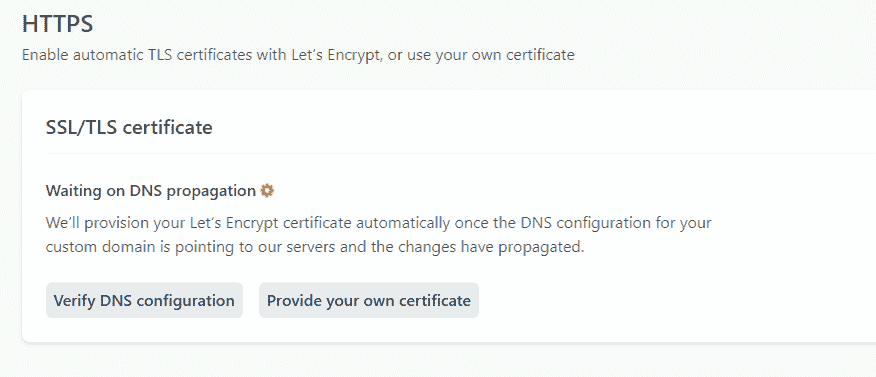 HTTPS
Enable automatic TLS certificates with Let's Encrypt, or use your own certificate
SSL/TLS certificate
Waiting on DNS propagation
We'll provision your Let's Encrypt certificate automatically once the DNS configuration for your
custom domain is pointing to our servers and the changes have propagated.
Verify DNS configuration
Provide your own certificate